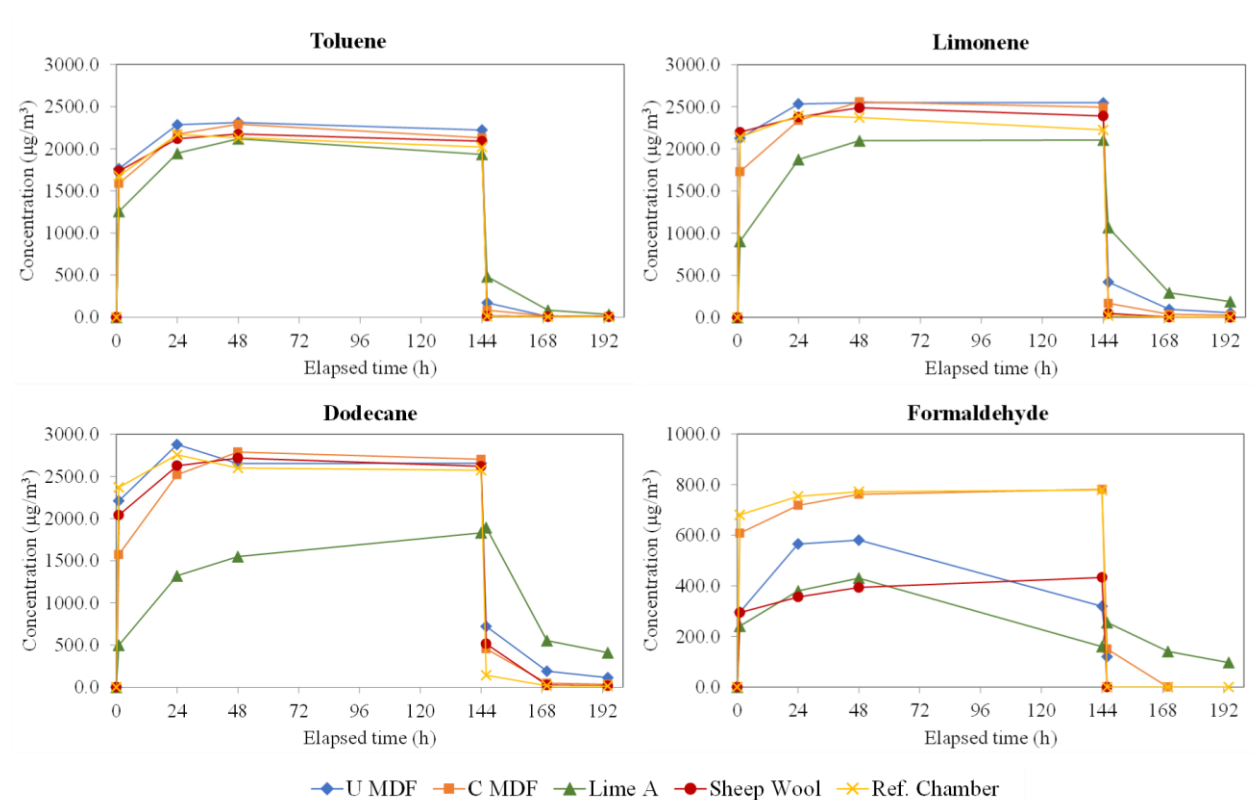 Toluene
3000.0
2500.0
2000.0
1500.0
1000.0
500.0
0.0
Concentration (µg/m³)
0 24 48 72 96 120 144 168 192
Elapsed time (h)
Limonene
3000.0
2500.0
2000.0
1500.0
1000.0
500.0
0.0
Concentration (µg/m³)
0 24 48 72 96 120 144 168 192
Elapsed time (h)
Dodecane
3000.0
2500.0
2000.0
1500.0
1000.0
500.0
0.0
Concentration (µg/m³)
0 24 48 72 96 120 144 168 192
Elapsed time (h)
Formaldehyde
1000.0
800.0
600.0
400.0
200.0
0.0
Concentration (µg/m³)
0 24 48 72 96 120 144 168 192
Elapsed time (h)
U MDF C MDF Lime A Sheep Wool Ref. Chamber